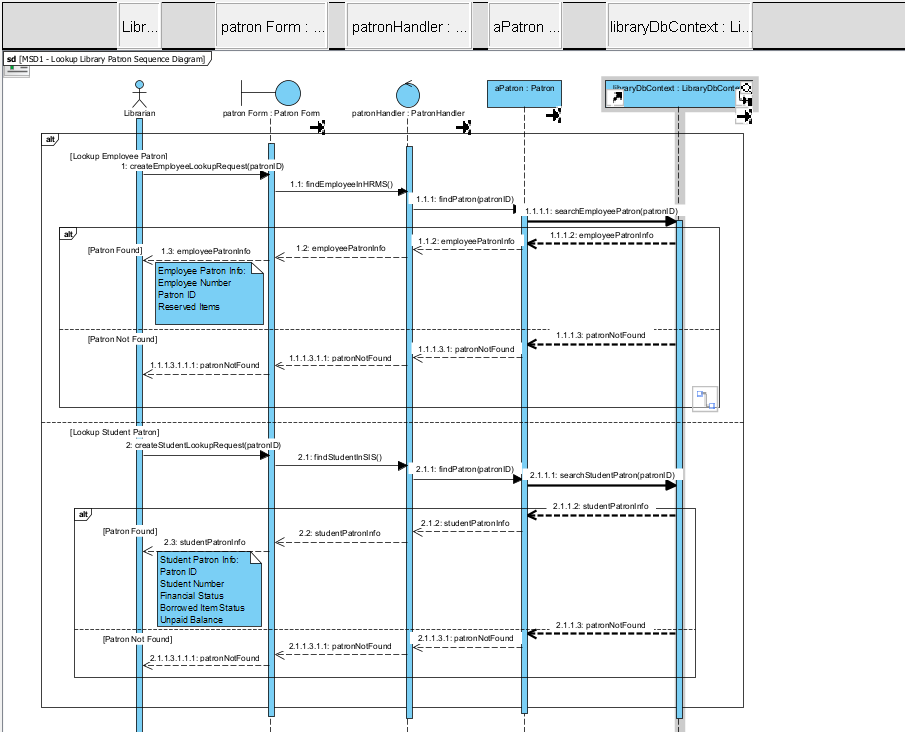 Libr...
patron Form : ...
patronHandler : ...
aPatron ...
libraryDbContext : Li...
sd [MSD1 - Lookup Library Patron Sequence Diagram]
Librarian
patron Form : Patron Form
patronHandler : PatronHandler
aPatron : Patron
libraryDbContext : LibraryDbConte
alt
[Lookup Employee Patron]
1: createEmployeeLookupRequest(patronID)
1.1: findEmployeeInHRMS()
1.1.1: findPatron(patronID)
1.1.1.1: searchEmployeePatron(patronID)
alt
[Patron Found]
1.1.1.2: employeePatronInfo
1.1.2: employeePatronInfo
1.2: employeePatronInfo
1.3: employeePatronInfo
Employee Patron Info:
Employee Number
Patron ID
Reserved Items
[Patron Not Found]
1.1.1.3: patronNotFound
1.1.1.3.1: patronNotFound
1.1.1.3.1.1: patronNotFound
1.1.1.3.1.1.1: patronNotFound
[Lookup Student Patron]
2: createStudentLookupRequest(patronID)
2.1: findStudentInSIS()
2.1.1: findPatron(patronID)
2.1.1.1: searchStudentPatron(patronID)
alt
[Patron Found]
2.1.1.2: studentPatronInfo
2.1.2: studentPatronInfo
2.2: studentPatronInfo
2.3: studentPatronInfo
Student Patron Info:
Patron ID
Student Number
Financial Status
Borrowed Item Status
Unpaid Balance
[Patron Not Found]
2.1.1.3: patronNotFound
2.1.1.3.1: patronNotFound
2.1.1.3.1.1: patronNotFound
2.1.1.3.1.1.1: patronNotFound